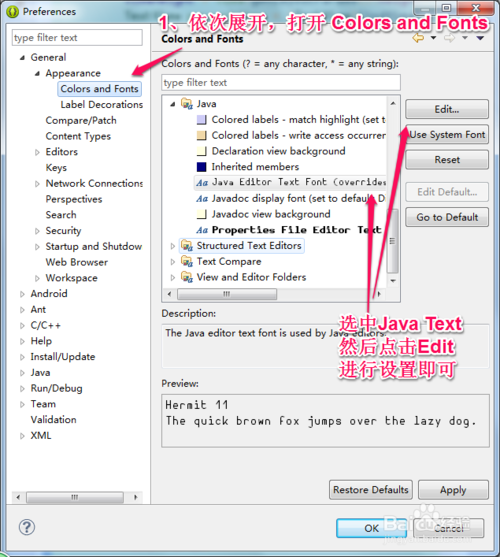 Preferences
type filter text
General
Appearance
Colors and Fonts
Label Decorations
Compare/Patch
Content Types
Editors
Keys
Network Connections
Perspectives
Search
Security
Startup and Shutdow
Web Browser
Workspace
Android
Ant
C/C++
Help
Install/Update
Java
Run/Debug
Team
Validation
XML
1、依次展开，打开 Colors and Fonts
Colors and Fonts
Colors and Fonts (? = any character, * = any string):
type filter text
Java
Colored labels - match highlight (set t
Colored labels - write access occurrer
Declaration view background
Inherited members
Java Editor Text Font (overrides
Javadoc display font (set to default: D
Javadoc view background
Properties File Editor Text
Structured Text Editors
Text Compare
View and Editor Folders
Edit...
Use System Font
Reset
Edit Default...
Go to Default
选中Java Text
然后点击Edit
进行设置即可
Description:
The Java editor text font is used by Java editors.
Preview:
Hermit 11
The quick brown fox jumps over the lazy dog.
Restore Defaults
Apply
OK
Cancel